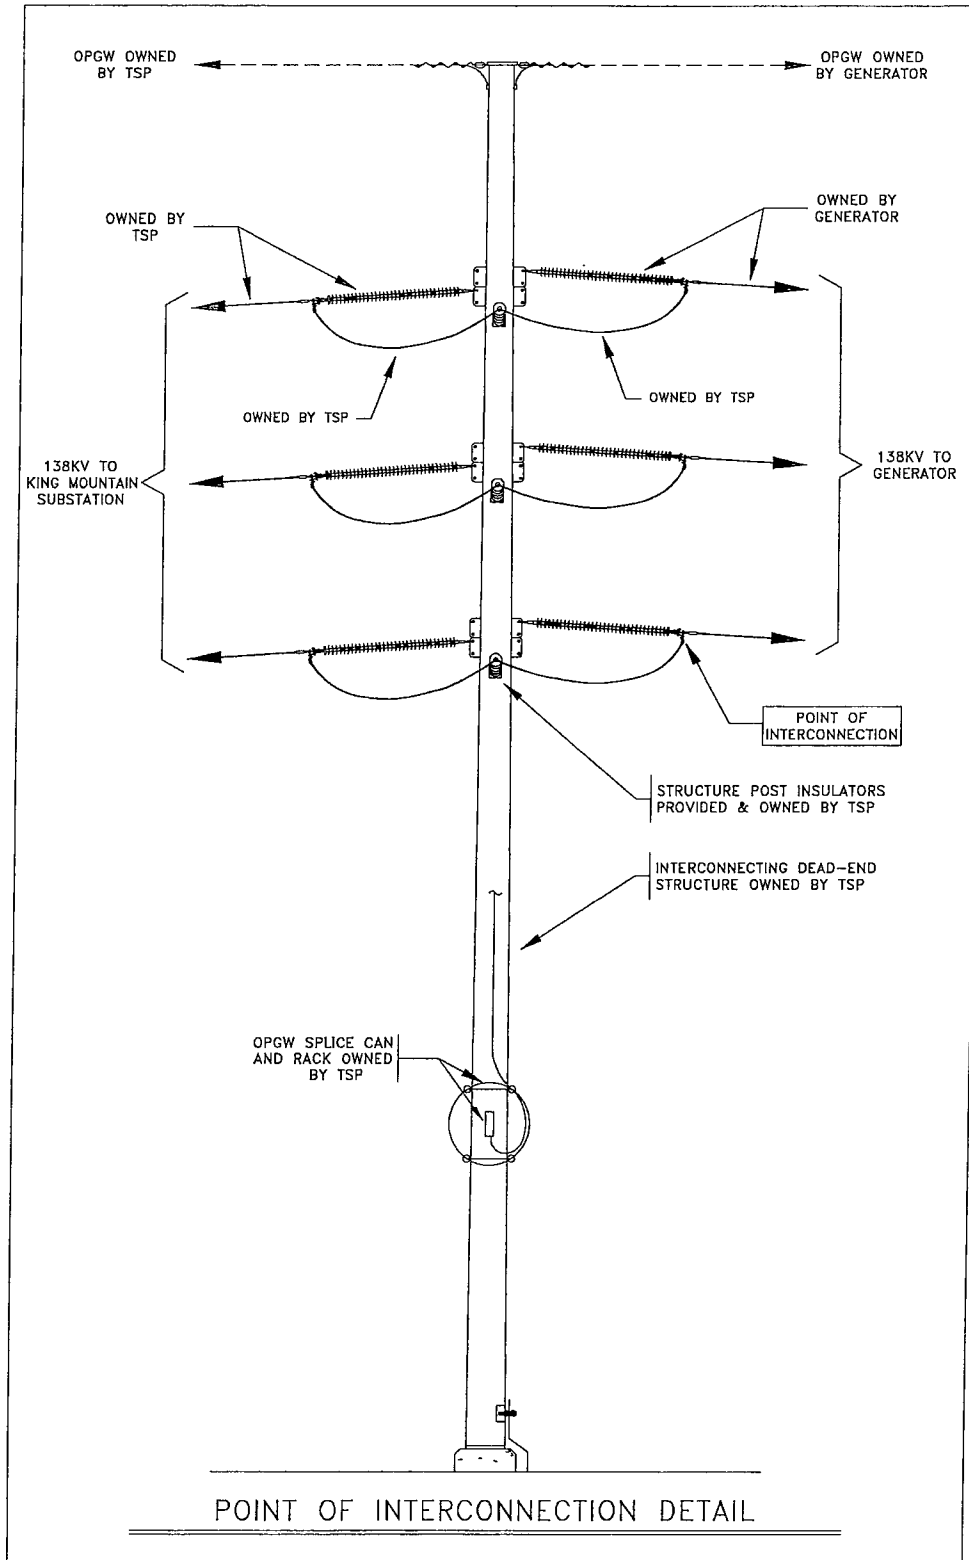 OPGW OWNED
BY TSP
OPGW OWNED
BY GENERATOR
OWNED BY
TSP
OWNED BY
GENERATOR
OWNED BY TSP
OWNED BY TSP
138KV TO
KING MOUNTAIN
SUBSTATION
138KV TO
GENERATOR
POINT OF
INTERCONNECTION
STRUCTURE POST INSULATORS
PROVIDED & OWNED BY TSP
INTERCONNECTING DEAD-END
STRUCTURE OWNED BY TSP
OPGW SPLICE CAN
AND RACK OWNED
BY TSP
POINT OF INTERCONNECTION DETAIL